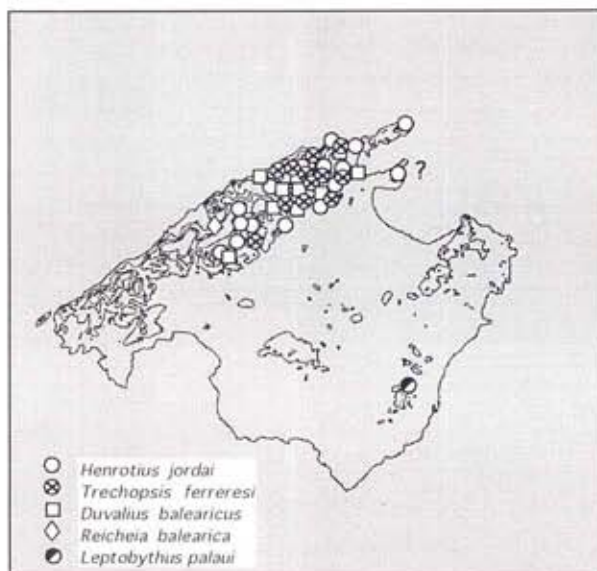 ?
Henrotius jordai
Trechopsis ferreresi
Duvalius balearicus
Reicheia balearica
Leptobythus palaui